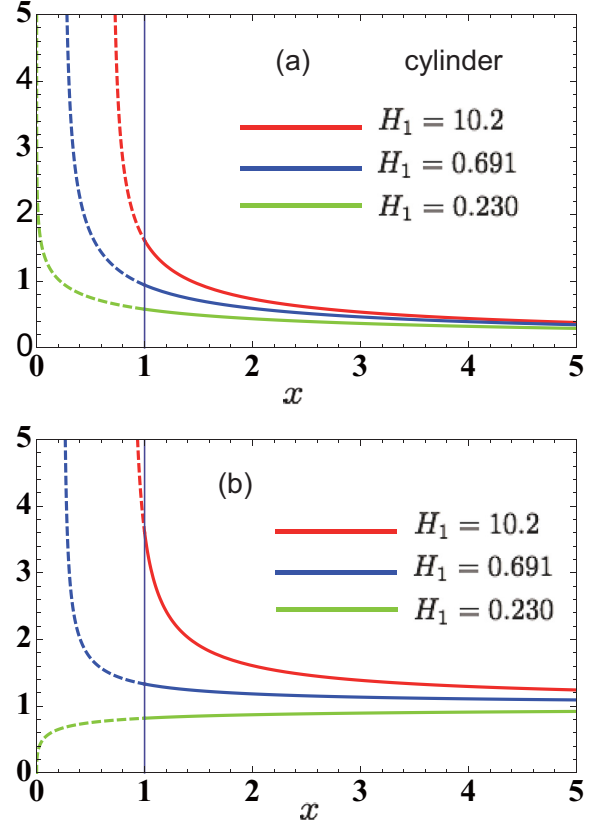 5
(a) cylinder
4
H₁ = 10.2
3
H₁ = 0.691
2
H₁ = 0.230
1
0
0 1 2 3 4 5
x
5
(b)
4
H₁ = 10.2
3
H₁ = 0.691
2
H₁ = 0.230
1
0
0 1 2 3 4 5
x